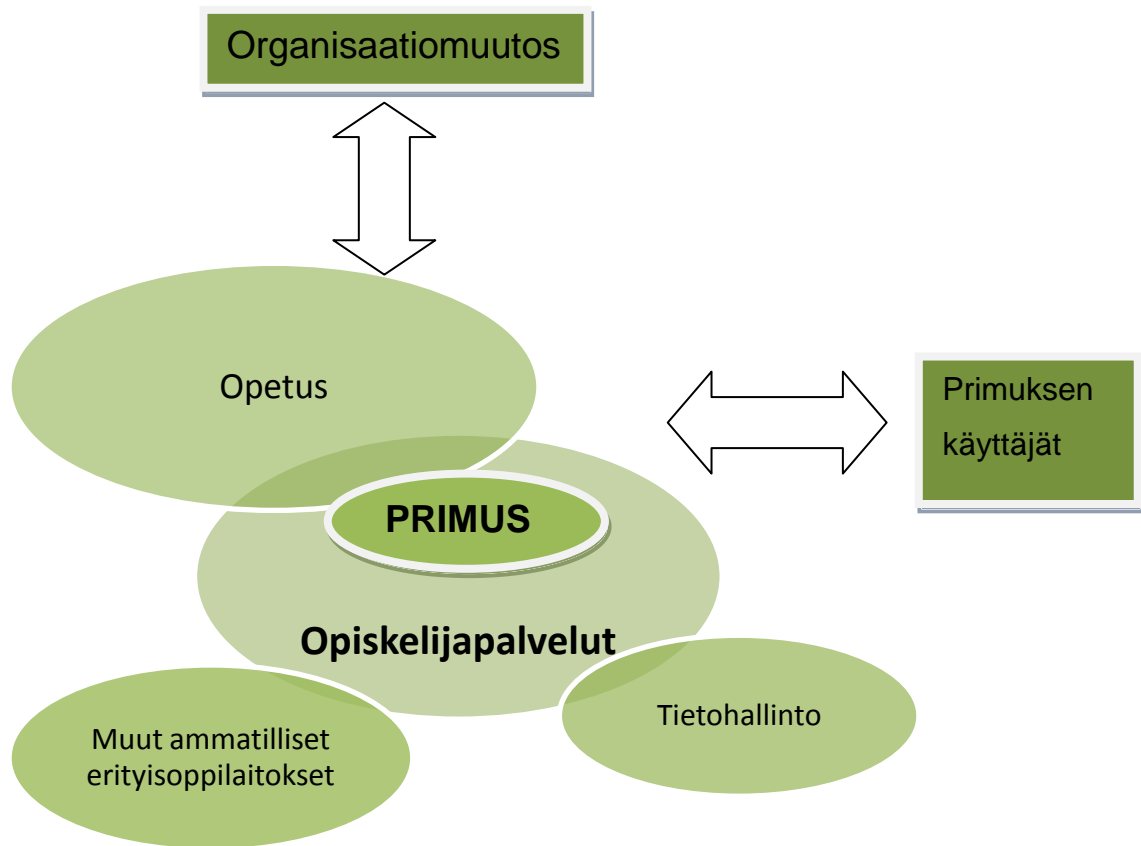 Organisaatiomuutos
Opetus
Primuksen
käyttäjät
PRIMUS
Opiskelijapalvelut
Tietohallinto
Muut ammatilliset
erityisoppilaitokset